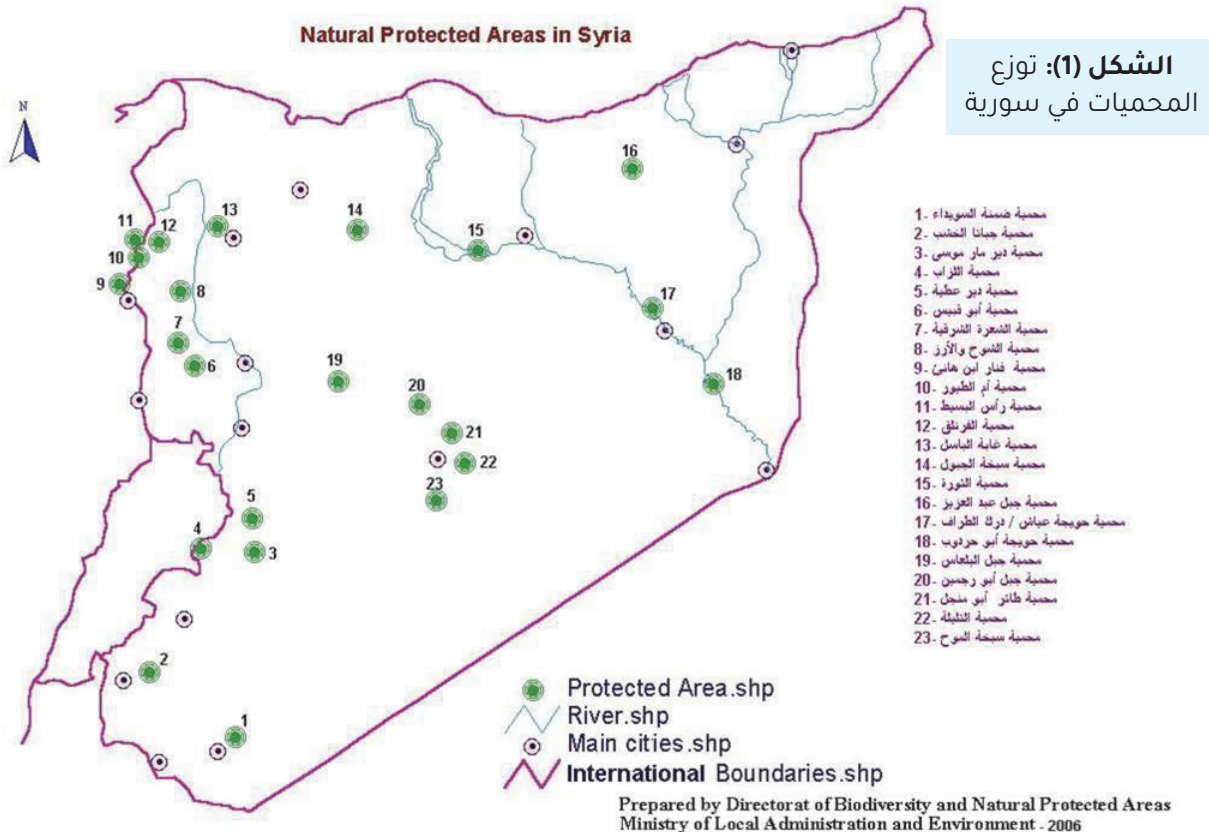 Natural Protected Areas in Syria
الشكل (1): توزع
المحميات في سورية
N
1
2
3
4
5
6
7
8
9
10
11
12
13
14
15
16
17
18
19
20
21
22
23
1- محمية ضمنة السويداء
2- محمية جباتا الخشب
3- محمية دير مار موسى
4- محمية اللزاب
5- محمية دير عطية
6- محمية أبو قبيس
7- محمية الشعرة الشرقية
8- محمية الشوح والأرز
9- محمية فنار ابن هانئ
10- محمية أم الطيور
11- محمية رأس البسيط
12- محمية الفرنلق
13- محمية غابة الباسل
14- محمية سبخة الجبول
15- محمية الثورة
16- محمية جبل عبد العزيز
17- محمية حويجة عياش / درك الطراف
18- محمية حويجة أبو حردوب
19- محمية جبل البلعاس
20- محمية جبل أبو رجمين
21- محمية طائر أبو منجل
22- محمية التليلة
23- محمية سبخة الموح
Protected Area.shp
River.shp
Main cities.shp
International Boundaries.shp
Prepared by Directorat of Biodiversity and Natural Protected Areas
Ministry of Local Administration and Environment - 2006